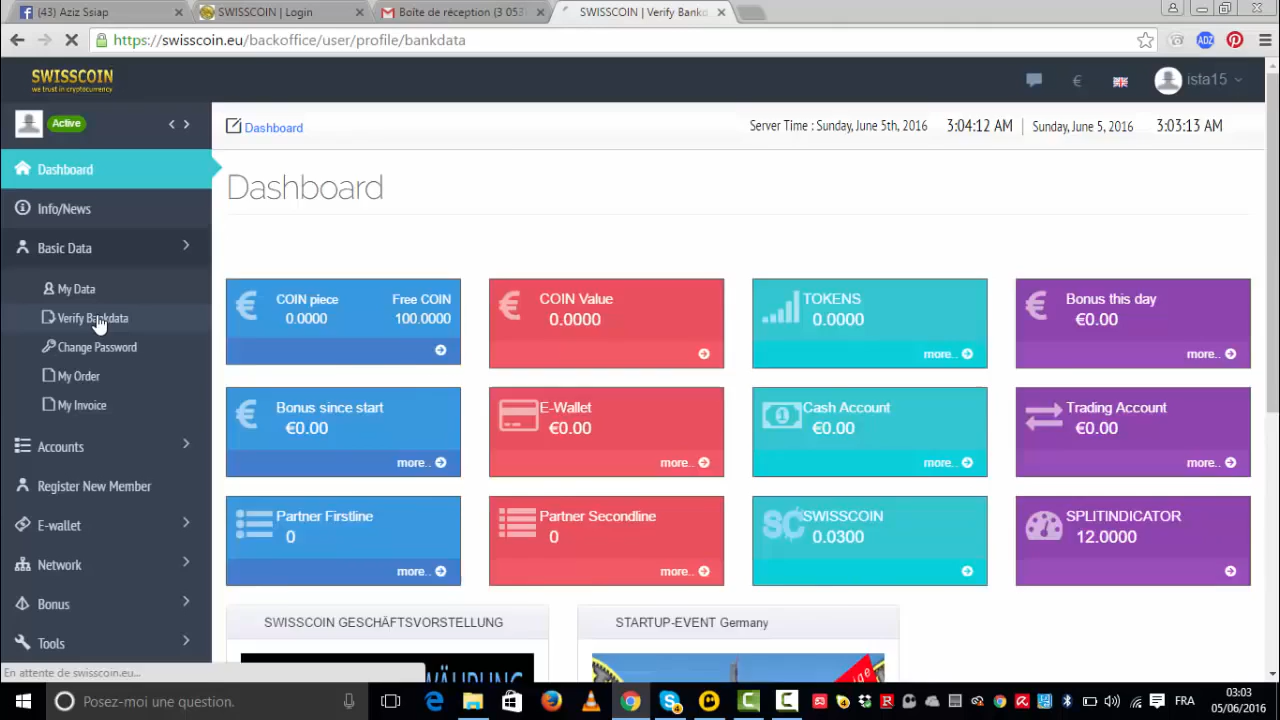 (43) Aziz Ssiap
SWISSCOIN | Login
Boîte de réception (3 053
SWISSCOIN | Verify Bankd
https://swisscoin.eu/backoffice/user/profile/bankdata
ADZ
SWISSCOIN
we trust in cryptocurrency
€
ista15
Active
Dashboard
Server Time : Sunday, June 5th, 2016 3:04:12 AM | Sunday, June 5, 2016 3:03:13 AM
Dashboard
Info/News
Basic Data
My Data
Verify Bankdata
Change Password
My Order
My Invoice
Accounts
Register New Member
E-wallet
Network
Bonus
Tools
Dashboard
COIN piece Free COIN
0.0000 100.0000
COIN Value
0.0000
TOKENS
0.0000
more..
Bonus this day
€0.00
more..
Bonus since start
€0.00
more..
E-Wallet
€0.00
more..
Cash Account
€0.00
more..
Trading Account
€0.00
more..
Partner Firstline
0
more..
Partner Secondline
0
more..
SC SWISSCOIN
0.0300
SPLITINDICATOR
12.0000
SWISSCOIN GESCHÄFTSVORSTELLUNG
STARTUP-EVENT Germany
WÄHRUNG
En attente de swisscoin.eu...
Posez-moi une question.
FRA
03:03
05/06/2016